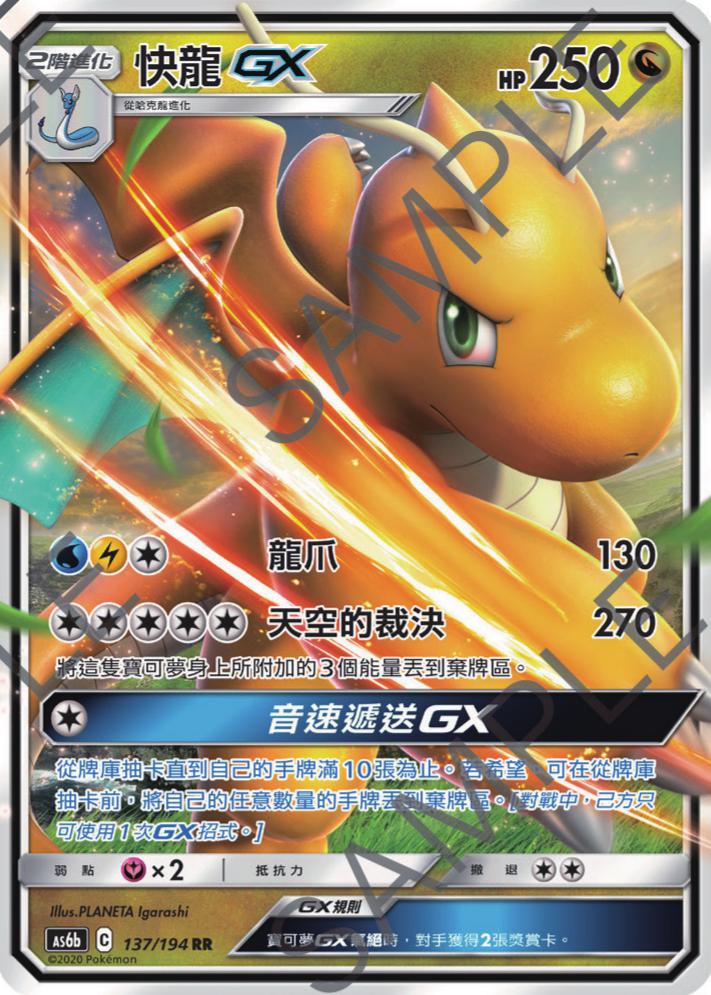 2階進化 快龍GX HP250
從哈克龍進化
龍爪 130
天空的裁決 270
將這隻寶可夢身上所附加的3個能量丟到棄牌區。
音速遞送GX
從牌庫抽卡直到自己的手牌滿10張為止。若希望,可在從牌庫
抽卡前,將自己的任意數量的手牌丟到棄牌區。[對戰中,己方只
可使用1次GX招式。]
弱點 ×2 抵抗力 撤退
Illus.PLANETA Igarashi
GX規則
AS6b C 137/194 RR
寶可夢GX氣絕時,對手獲得2張獎賞卡。
©2020 Pokémon
SAMPLE
SAMPLE